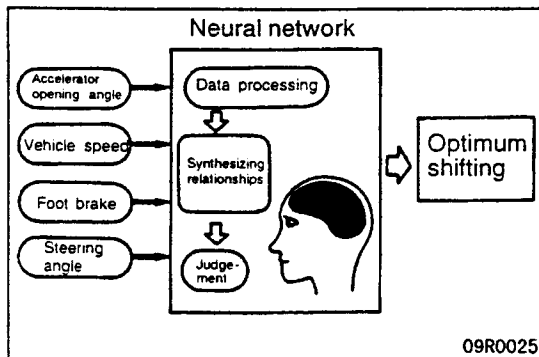 Neural network
Accelerator
opening angle
Vehicle speed
Foot brake
Steering
angle
Data processing
Synthesizing
relationships
Judge-
ment
Optimum
shifting
09R0025